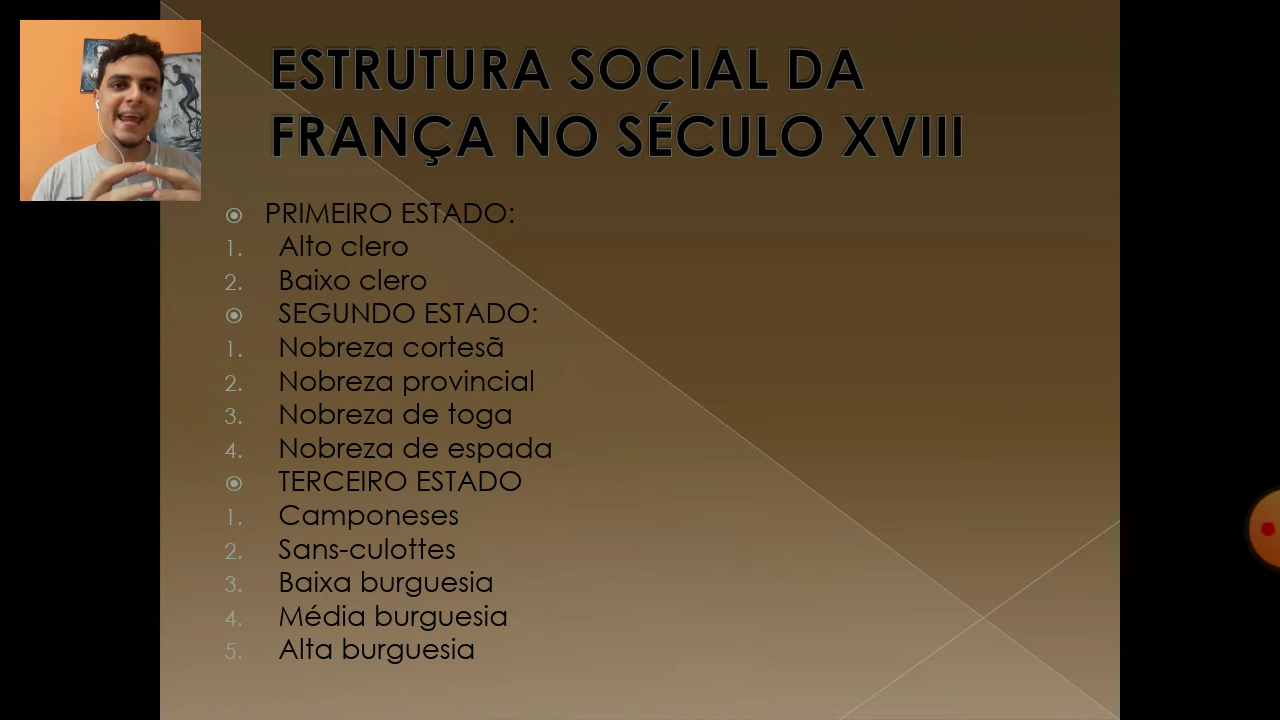 ESTRUTURA SOCIAL DA
FRANÇA NO SÉCULO XVIII
PRIMEIRO ESTADO:
1. Alto clero
2. Baixo clero
SEGUNDO ESTADO:
1. Nobreza cortesã
2. Nobreza provincial
3. Nobreza de toga
4. Nobreza de espada
TERCEIRO ESTADO
1. Camponeses
2. Sans-culottes
3. Baixa burguesia
4. Média burguesia
5. Alta burguesia